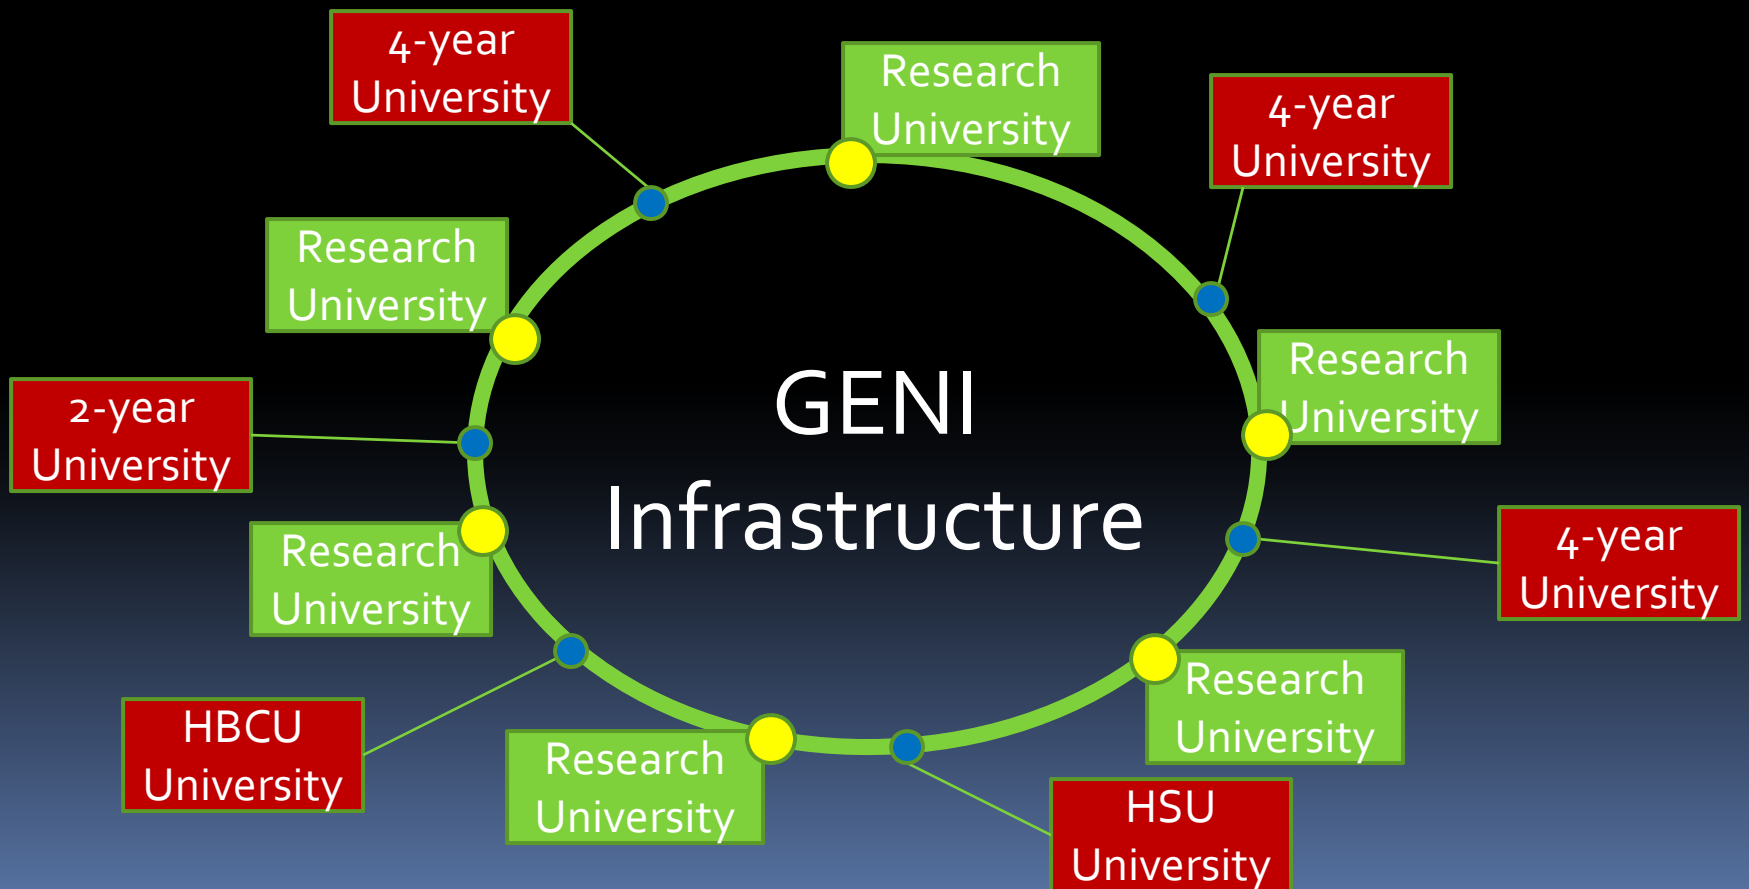 4-year
University
Research
University
4-year
University
Research
University
Research
University
2-year
University
GENI
Infrastructure
Research
University
4-year
University
HBCU
University
Research
University
Research
University
HSU
University